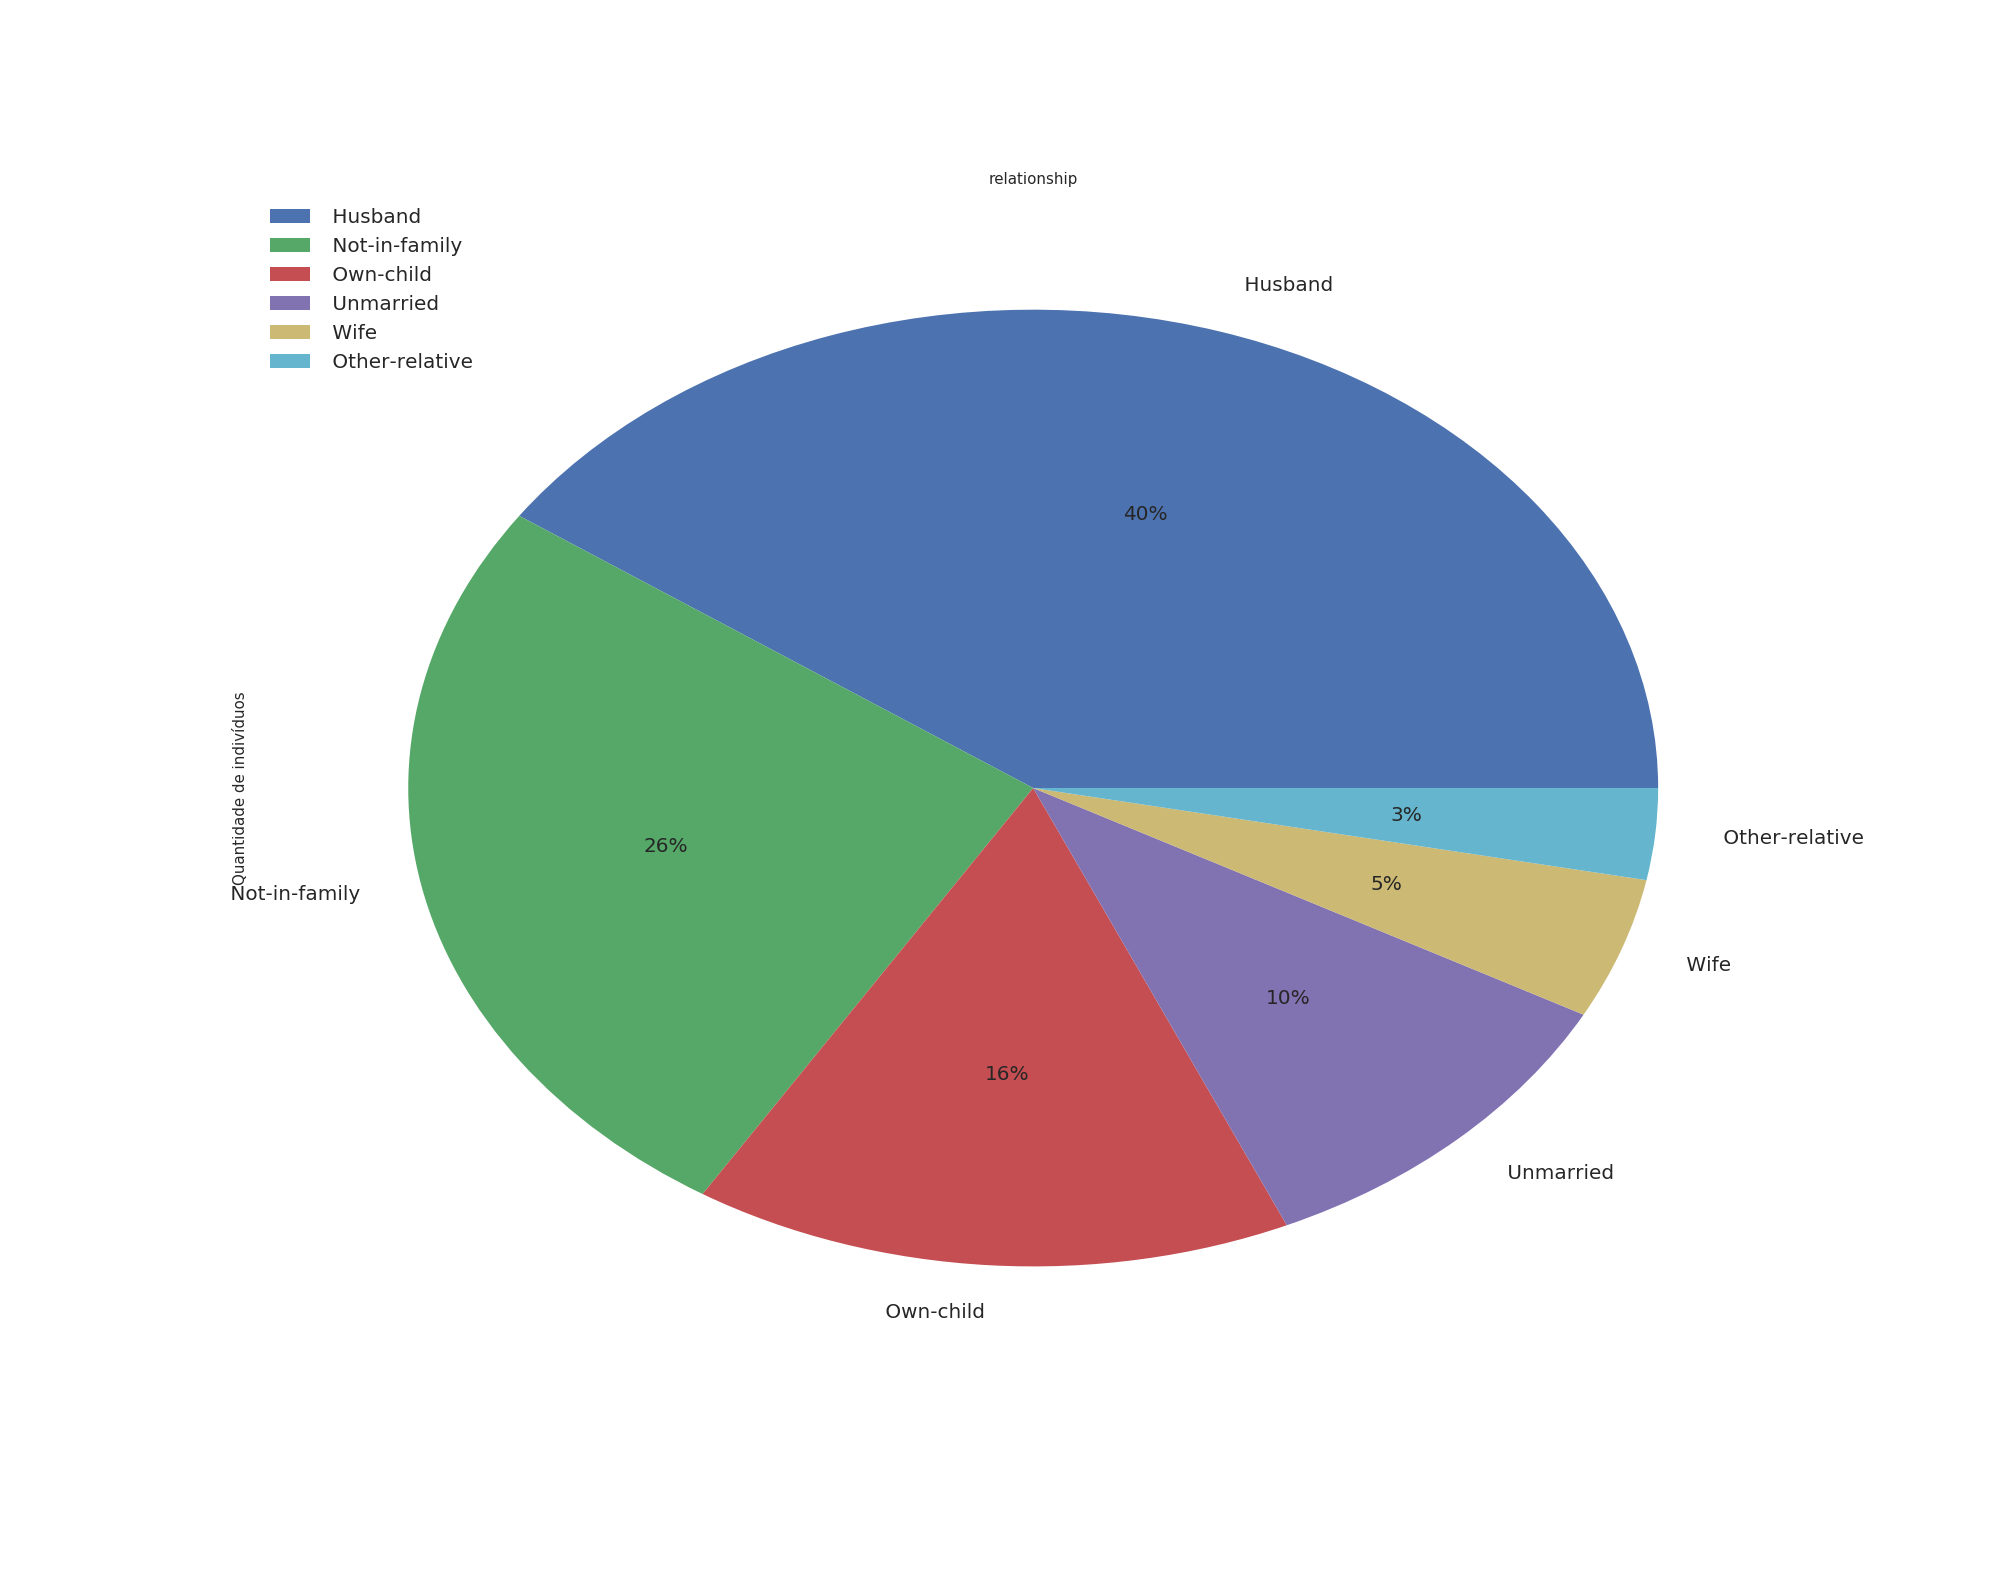 relationship
Husband
Not-in-family
Own-child
Unmarried
Wife
Other-relative
Husband
40%
3%
Other-relative
26%
5%
Quantidade de indivíduos
Not-in-family
Wife
10%
16%
Unmarried
Own-child